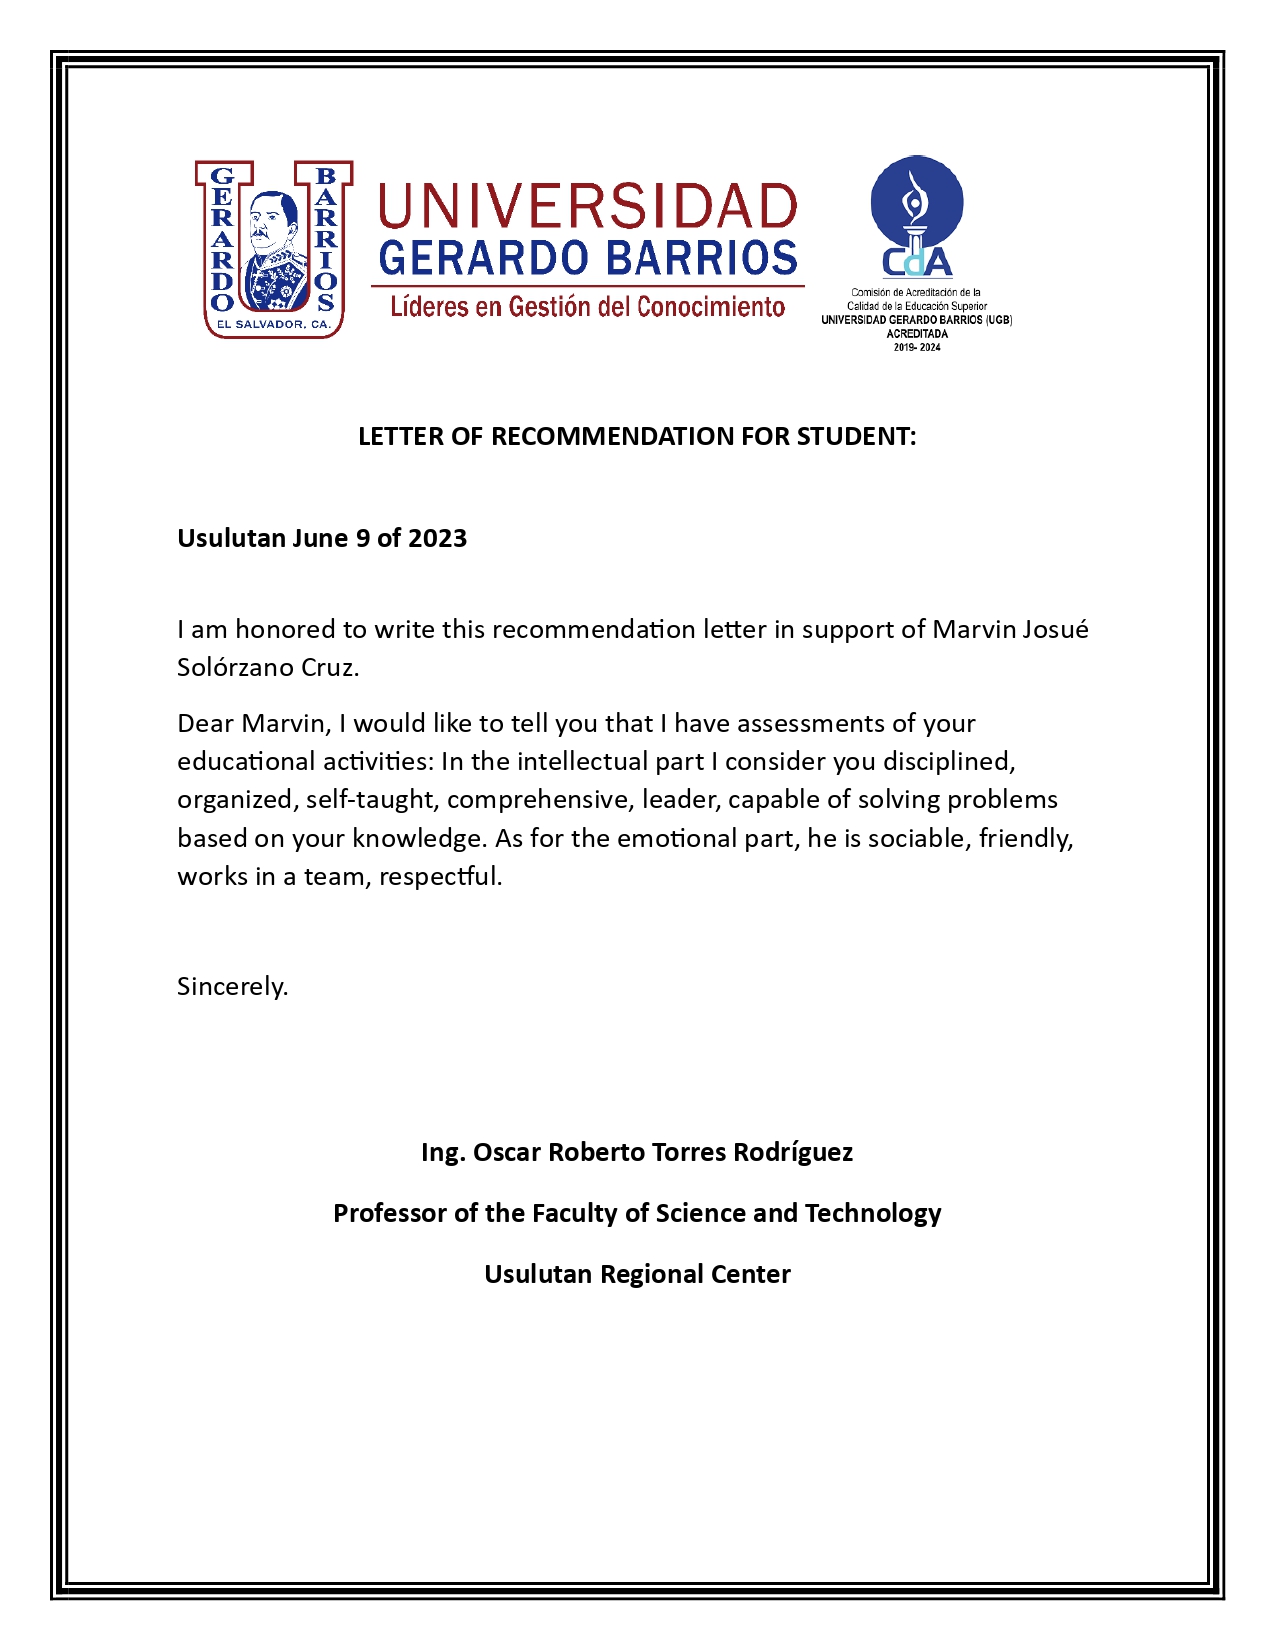 GERARDO
BARRIOS
EL SALVADOR, CA.
UNIVERSIDAD
GERARDO BARRIOS
Líderes en Gestión del Conocimiento
CdA
Comisión de Acreditación de la
Calidad de la Educación Superior
UNIVERSIDAD GERARDO BARRIOS (UGB)
ACREDITADA
2019- 2024
LETTER OF RECOMMENDATION FOR STUDENT:
Usulutan June 9 of 2023
I am honored to write this recommendation letter in support of Marvin Josué
Solórzano Cruz.
Dear Marvin, I would like to tell you that I have assessments of your
educational activities: In the intellectual part I consider you disciplined,
organized, self-taught, comprehensive, leader, capable of solving problems
based on your knowledge. As for the emotional part, he is sociable, friendly,
works in a team, respectful.
Sincerely.
Ing. Oscar Roberto Torres Rodríguez
Professor of the Faculty of Science and Technology
Usulutan Regional Center